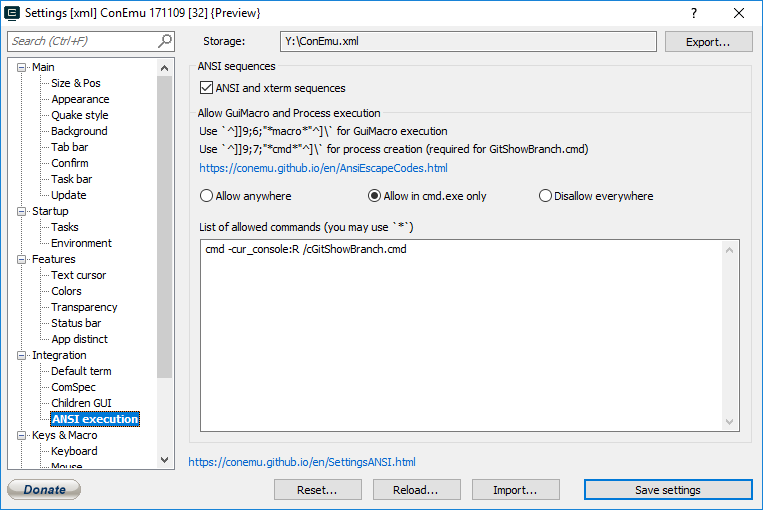 Settings [xml] ConEmu 171109 [32] {Preview}
Search (Ctrl+F)
Storage:
Y:\ConEmu.xml
Export...
Main
Size & Pos
Appearance
Quake style
Background
Tab bar
Confirm
Task bar
Update
Startup
Tasks
Environment
Features
Text cursor
Colors
Transparency
Status bar
App distinct
Integration
Default term
ComSpec
Children GUI
ANSI execution
Keys & Macro
Keyboard
Mouse
ANSI sequences
ANSI and xterm sequences
Allow GuiMacro and Process execution
Use `^]]9;6;"*macro*"^]\` for GuiMacro execution
Use `^]]9;7;"*cmd*"^]\` for process creation (required for GitShowBranch.cmd)
https://conemu.github.io/en/AnsiEscapeCodes.html
Allow anywhere
Allow in cmd.exe only
Disallow everywhere
List of allowed commands (you may use `*`)
cmd -cur_console:R /cGitShowBranch.cmd
https://conemu.github.io/en/SettingsANSI.html
Donate
Reset...
Reload...
Import...
Save settings